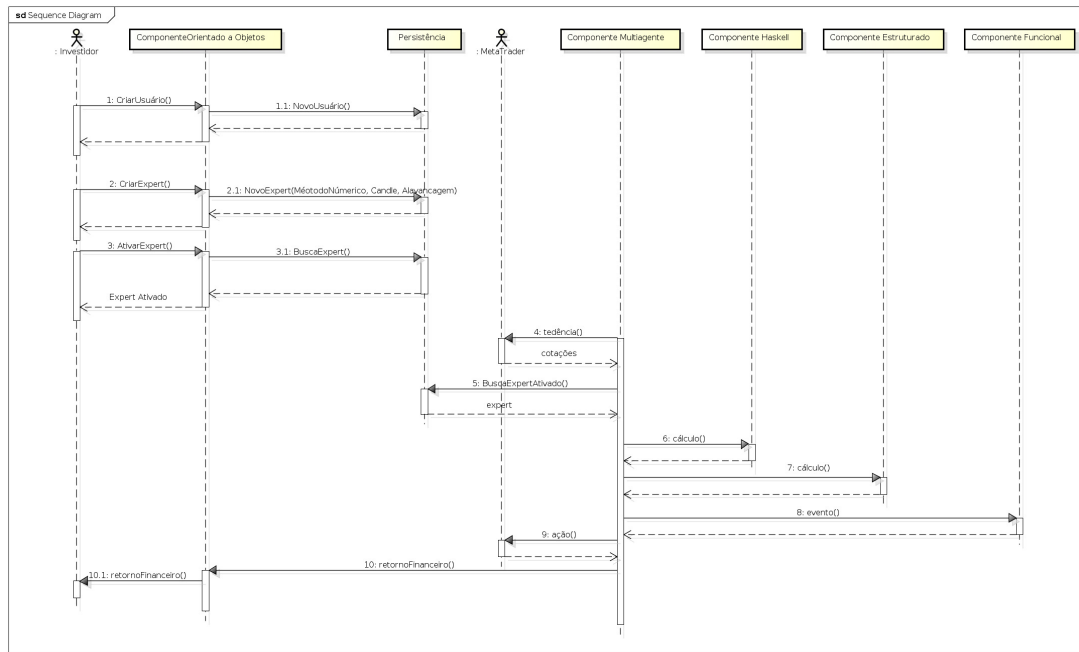 sd Sequence Diagram
: Investidor
ComponenteOrientado a Objetos
Persistência
: MetaTrader
Componente Multiagente
Componente Haskell
Componente Estruturado
Componente Funcional
1: CriarUsuário()
1.1: NovoUsuário()
2: CriarExpert()
2.1: NovoExpert(MéotodoNúmerico, Candle, Alavancagem)
3: AtivarExpert()
3.1: BuscaExpert()
Expert Ativado
4: tedência()
cotações
5: BuscaExpertAtivado()
expert
6: cálculo()
7: cálculo()
8: evento()
9: ação()
10: retornoFinanceiro()
10.1: retornoFinanceiro()